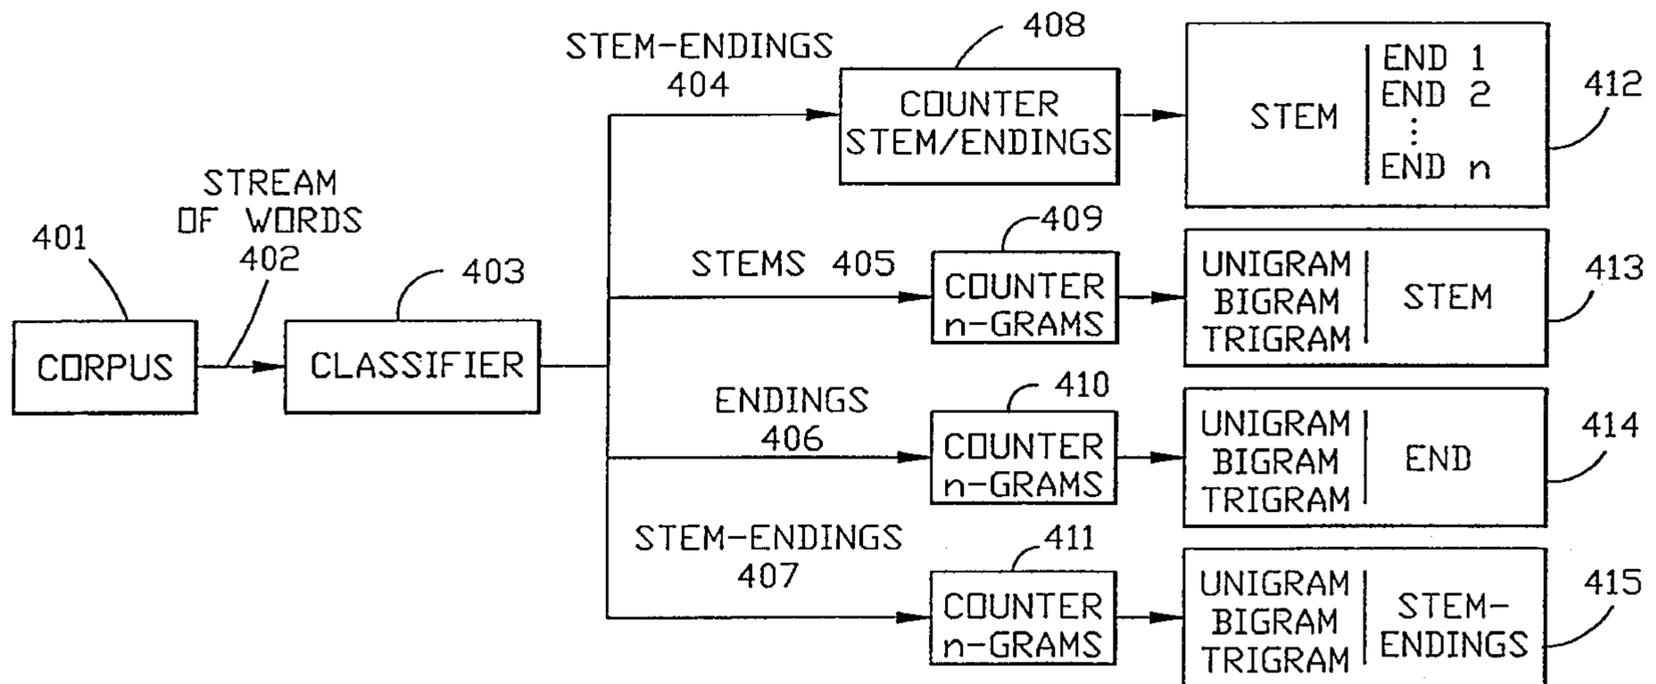 401
CORPUS
STREAM
OF WORDS
402
403
CLASSIFIER
STEM-ENDINGS
404
408
COUNTER
STEM/ENDINGS
STEM
END 1
END 2
⋮
END n
412
STEMS 405
409
COUNTER
n-GRAMS
UNIGRAM
BIGRAM
TRIGRAM
STEM
413
ENDINGS
406
410
COUNTER
n-GRAMS
UNIGRAM
BIGRAM
TRIGRAM
END
414
STEM-ENDINGS
407
411
COUNTER
n-GRAMS
UNIGRAM
BIGRAM
TRIGRAM
STEM-
ENDINGS
415